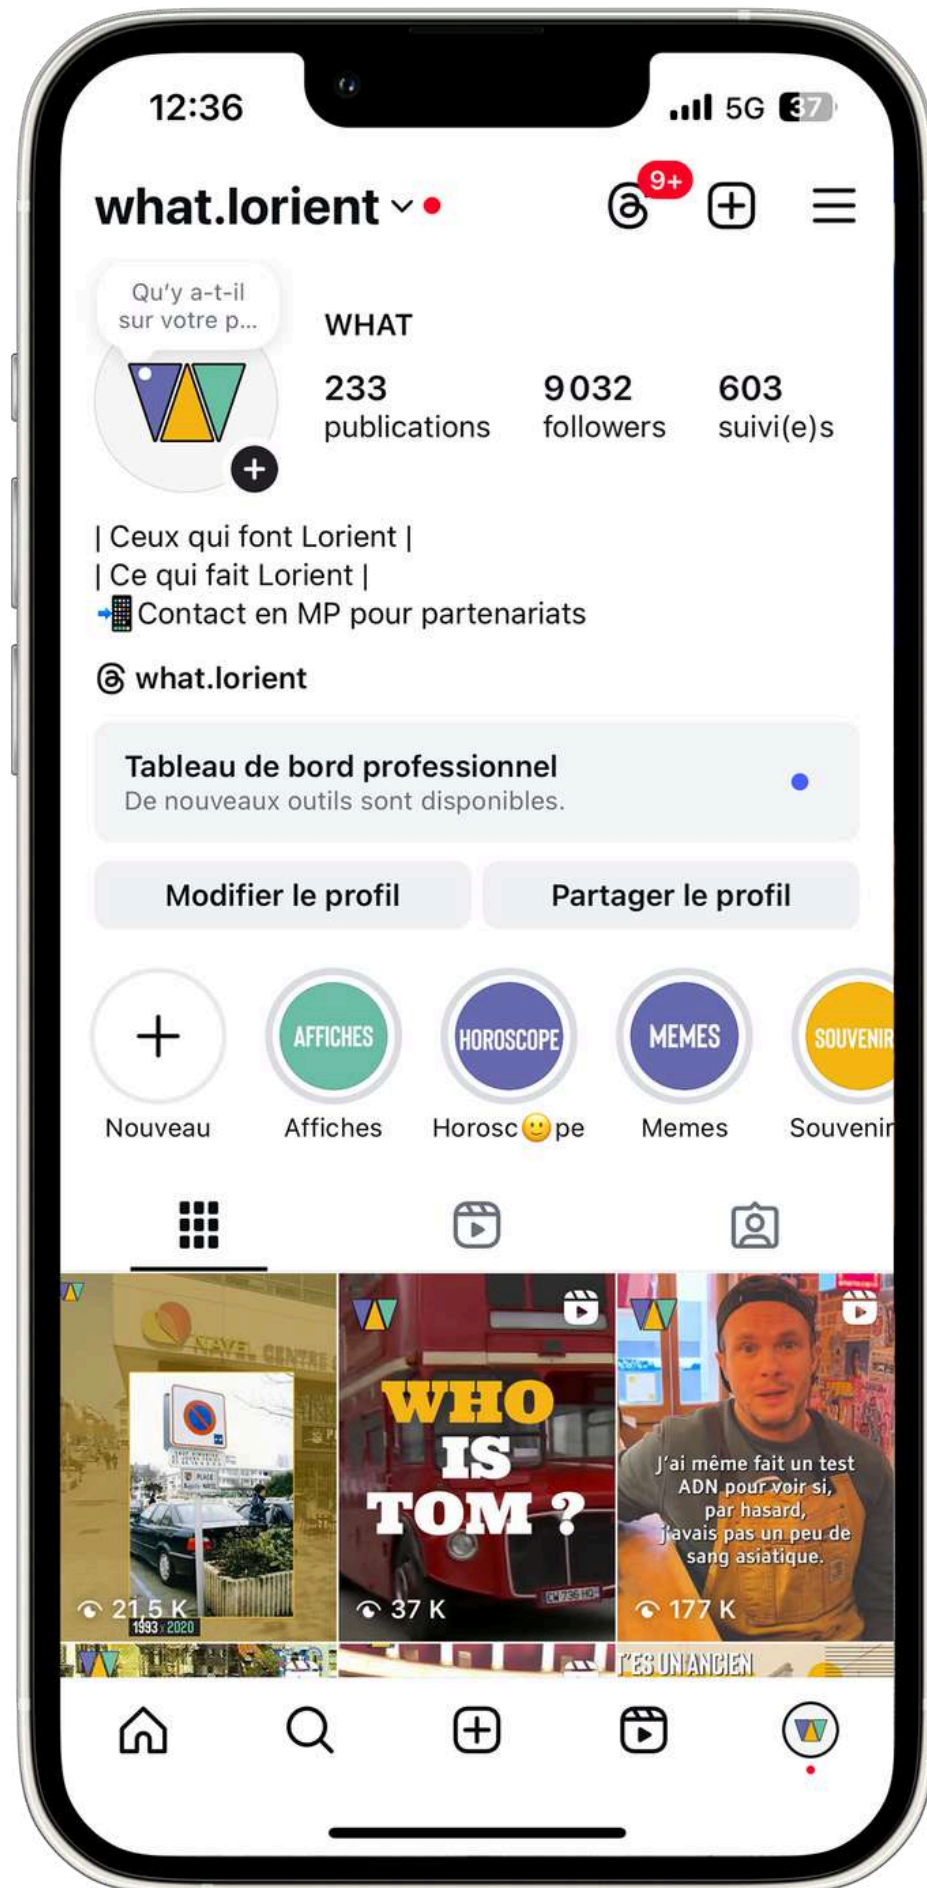 12:36
5G 37
what.lorient
9+
Qu'y a-t-il
sur votre p...
WHAT
233
publications
9 032
followers
603
suivi(e)s
| Ceux qui font Lorient |
| Ce qui fait Lorient |
Contact en MP pour partenariats
what.lorient
Tableau de bord professionnel
De nouveaux outils sont disponibles.
Modifier le profil
Partager le profil
AFFICHES
HOROSCOPE
MEMES
SOUVENIR
Nouveau
Affiches
Horosc🙂pe
Memes
Souvenir
PLACE
21,5 K
1993 x 2020
WHO
IS
TOM ?
37 K
J'ai même fait un test
ADN pour voir si,
par hasard,
j'avais pas un peu de
sang asiatique.
177 K
T'ES UN ANCIEN